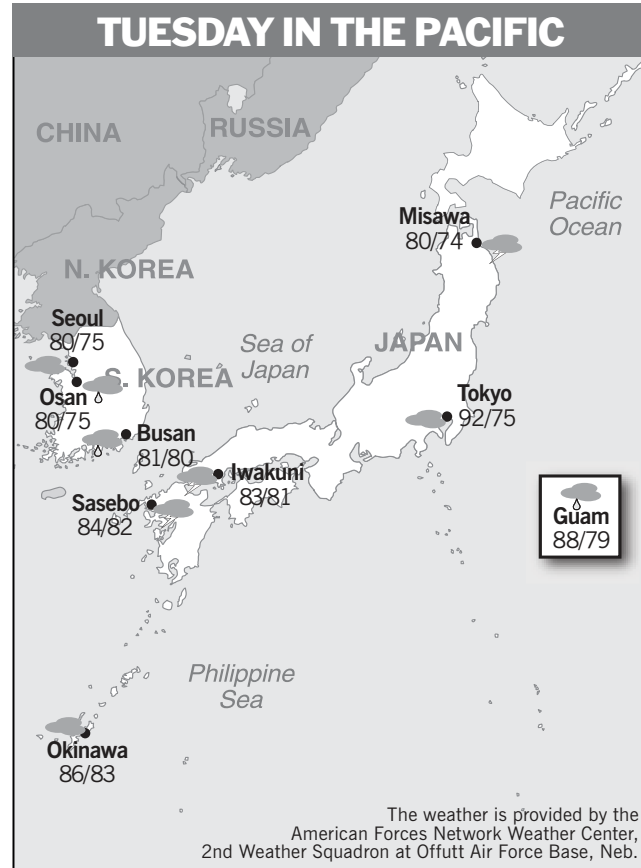 TUESDAY IN THE PACIFIC
CHINA
RUSSIA
Pacific
Ocean
Misawa
80/74
N. KOREA
Seoul
80/75
Sea of
Japan
JAPAN
S. KOREA
Osan
80/75
Tokyo
92/75
Busan
81/80
Iwakuni
83/81
Sasebo
84/82
Guam
88/79
Philippine
Sea
Okinawa
86/83
The weather is provided by the
American Forces Network Weather Center,
2nd Weather Squadron at Offutt Air Force Base, Neb.